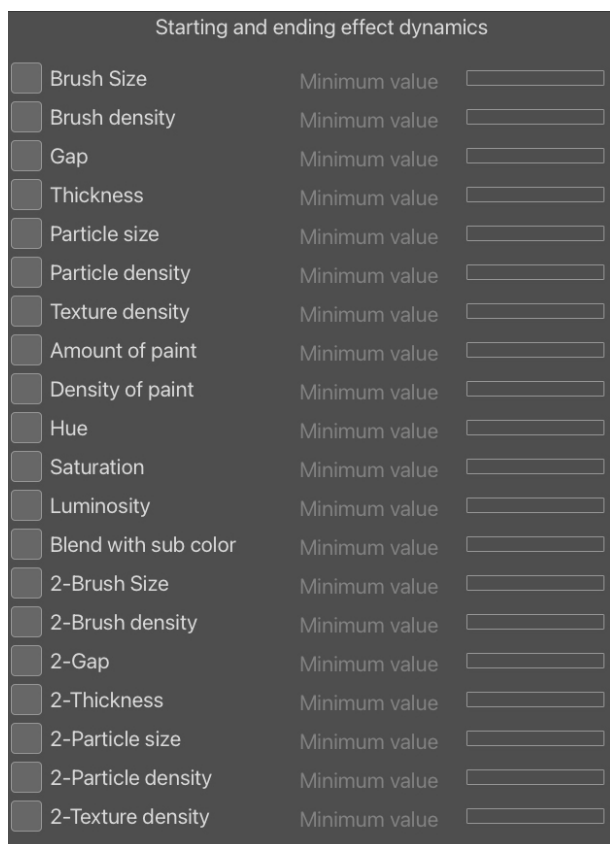 Starting and ending effect dynamics
Brush Size Minimum value
Brush density Minimum value
Gap Minimum value
Thickness Minimum value
Particle size Minimum value
Particle density Minimum value
Texture density Minimum value
Amount of paint Minimum value
Density of paint Minimum value
Hue Minimum value
Saturation Minimum value
Luminosity Minimum value
Blend with sub color Minimum value
2-Brush Size Minimum value
2-Brush density Minimum value
2-Gap Minimum value
2-Thickness Minimum value
2-Particle size Minimum value
2-Particle density Minimum value
2-Texture density Minimum value